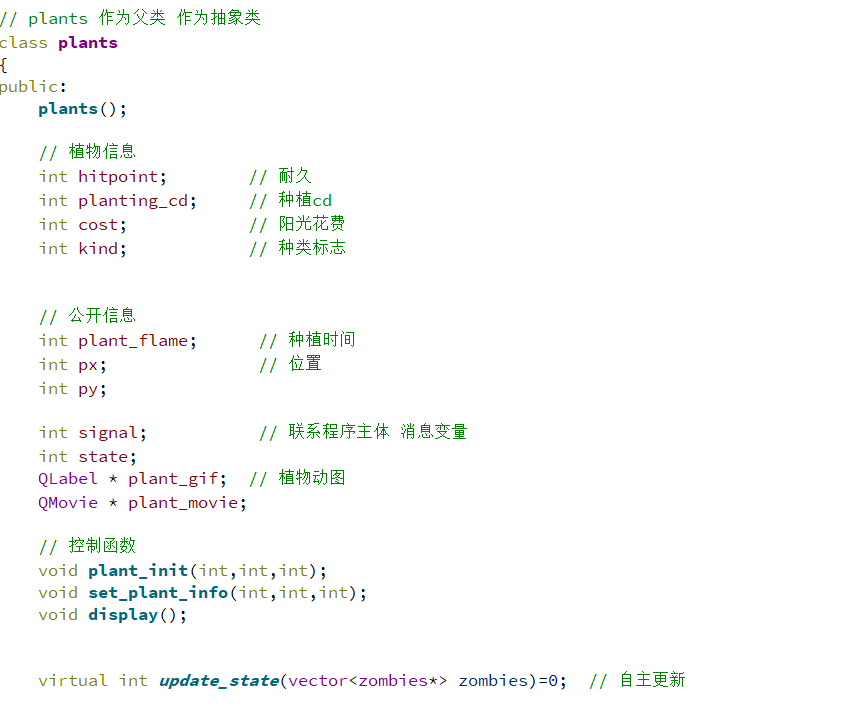 // plants 作为父类 作为抽象类
class plants
{
public:
    plants();
    // 植物信息
    int hitpoint;        // 耐久
    int planting_cd;     // 种植cd
    int cost;            // 阳光花费
    int kind;            // 种类标志
    // 公开信息
    int plant_flame;      // 种植时间
    int px;               // 位置
    int py;
    int signal;           // 联系程序主体 消息变量
    int state;
    QLabel * plant_gif;  // 植物动图
    QMovie * plant_movie;
    // 控制函数
    void plant_init(int,int,int);
    void set_plant_info(int,int,int);
    void display();
    virtual int update_state(vector<zombies*> zombies)=0;  // 自主更新